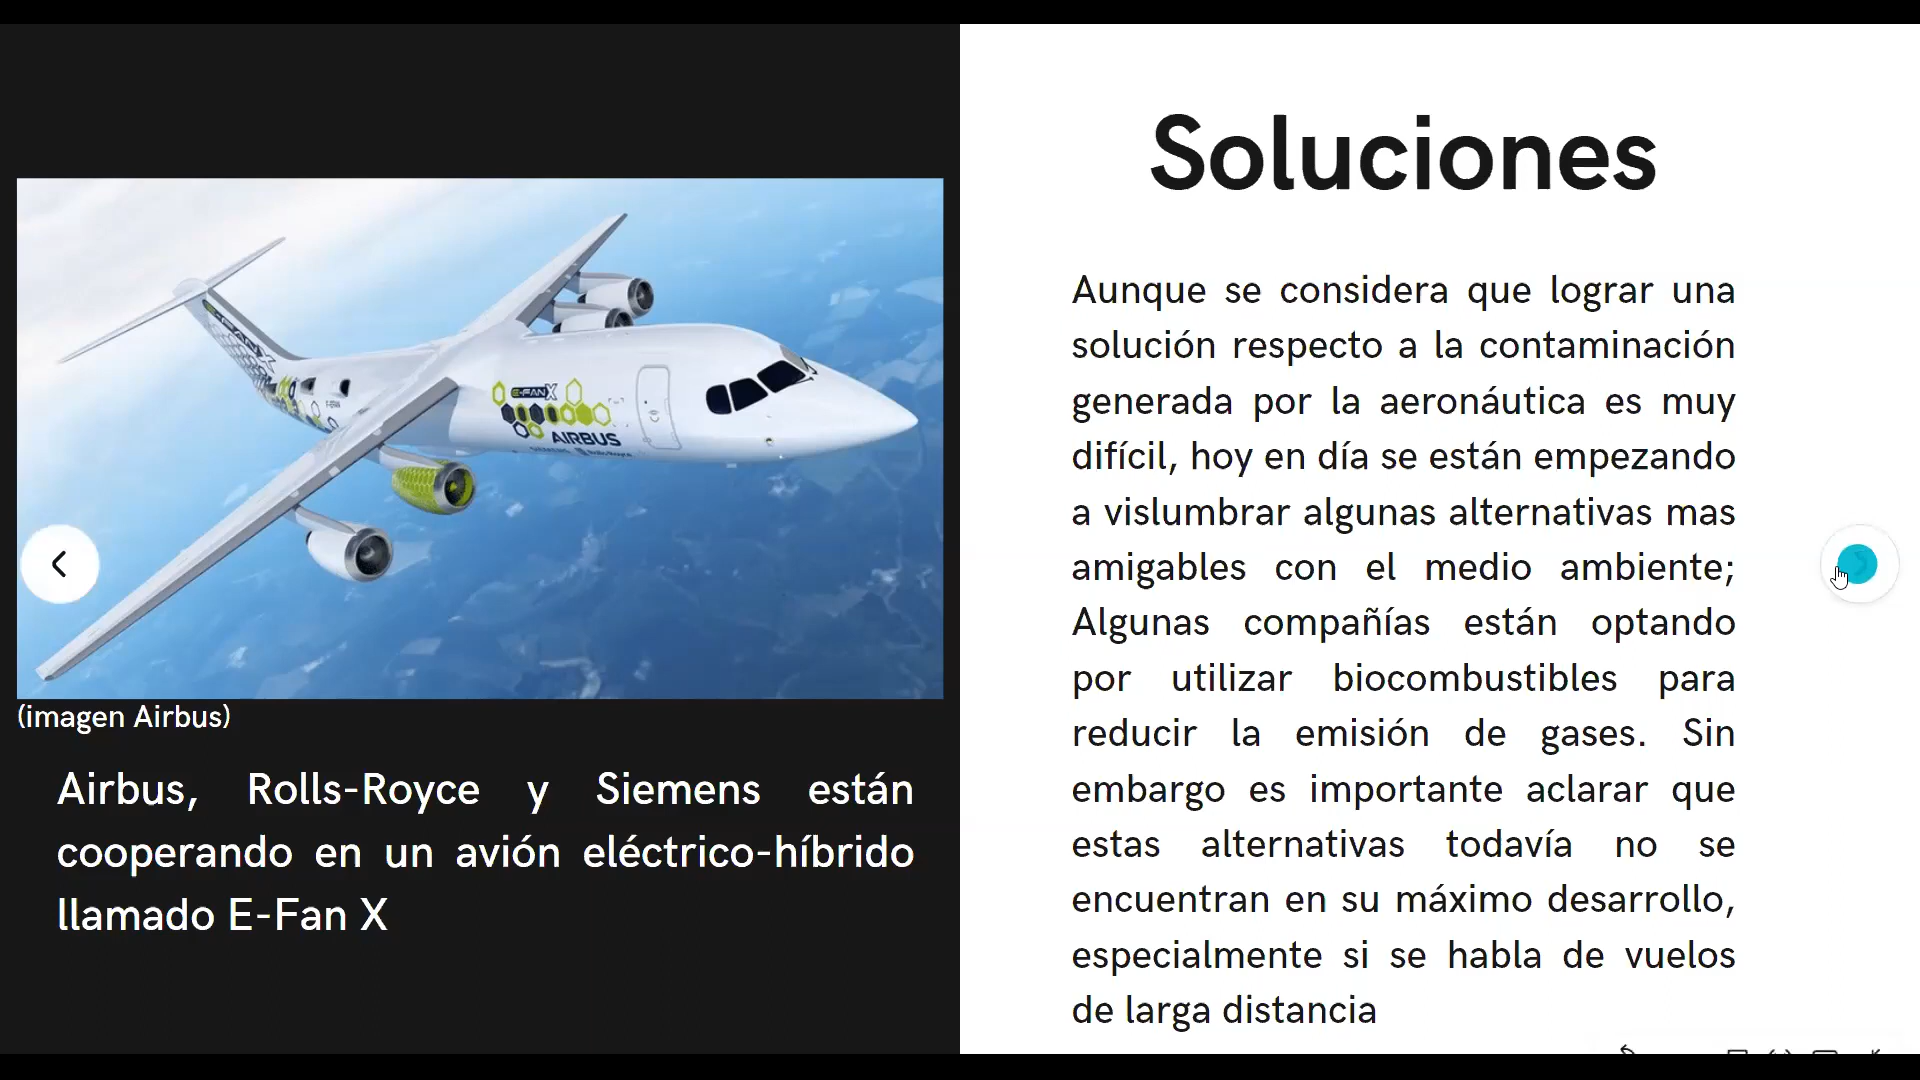 E-FAN X
AIRBUS
(imagen Airbus)
Airbus, Rolls-Royce y Siemens están
cooperando en un avión eléctrico-híbrido
llamado E-Fan X
Soluciones
Aunque se considera que lograr una
solución respecto a la contaminación
generada por la aeronáutica es muy
difícil, hoy en día se están empezando
a vislumbrar algunas alternativas mas
amigables con el medio ambiente;
Algunas compañías están optando
por utilizar biocombustibles para
reducir la emisión de gases. Sin
embargo es importante aclarar que
estas alternativas todavía no se
encuentran en su máximo desarrollo,
especialmente si se habla de vuelos
de larga distancia